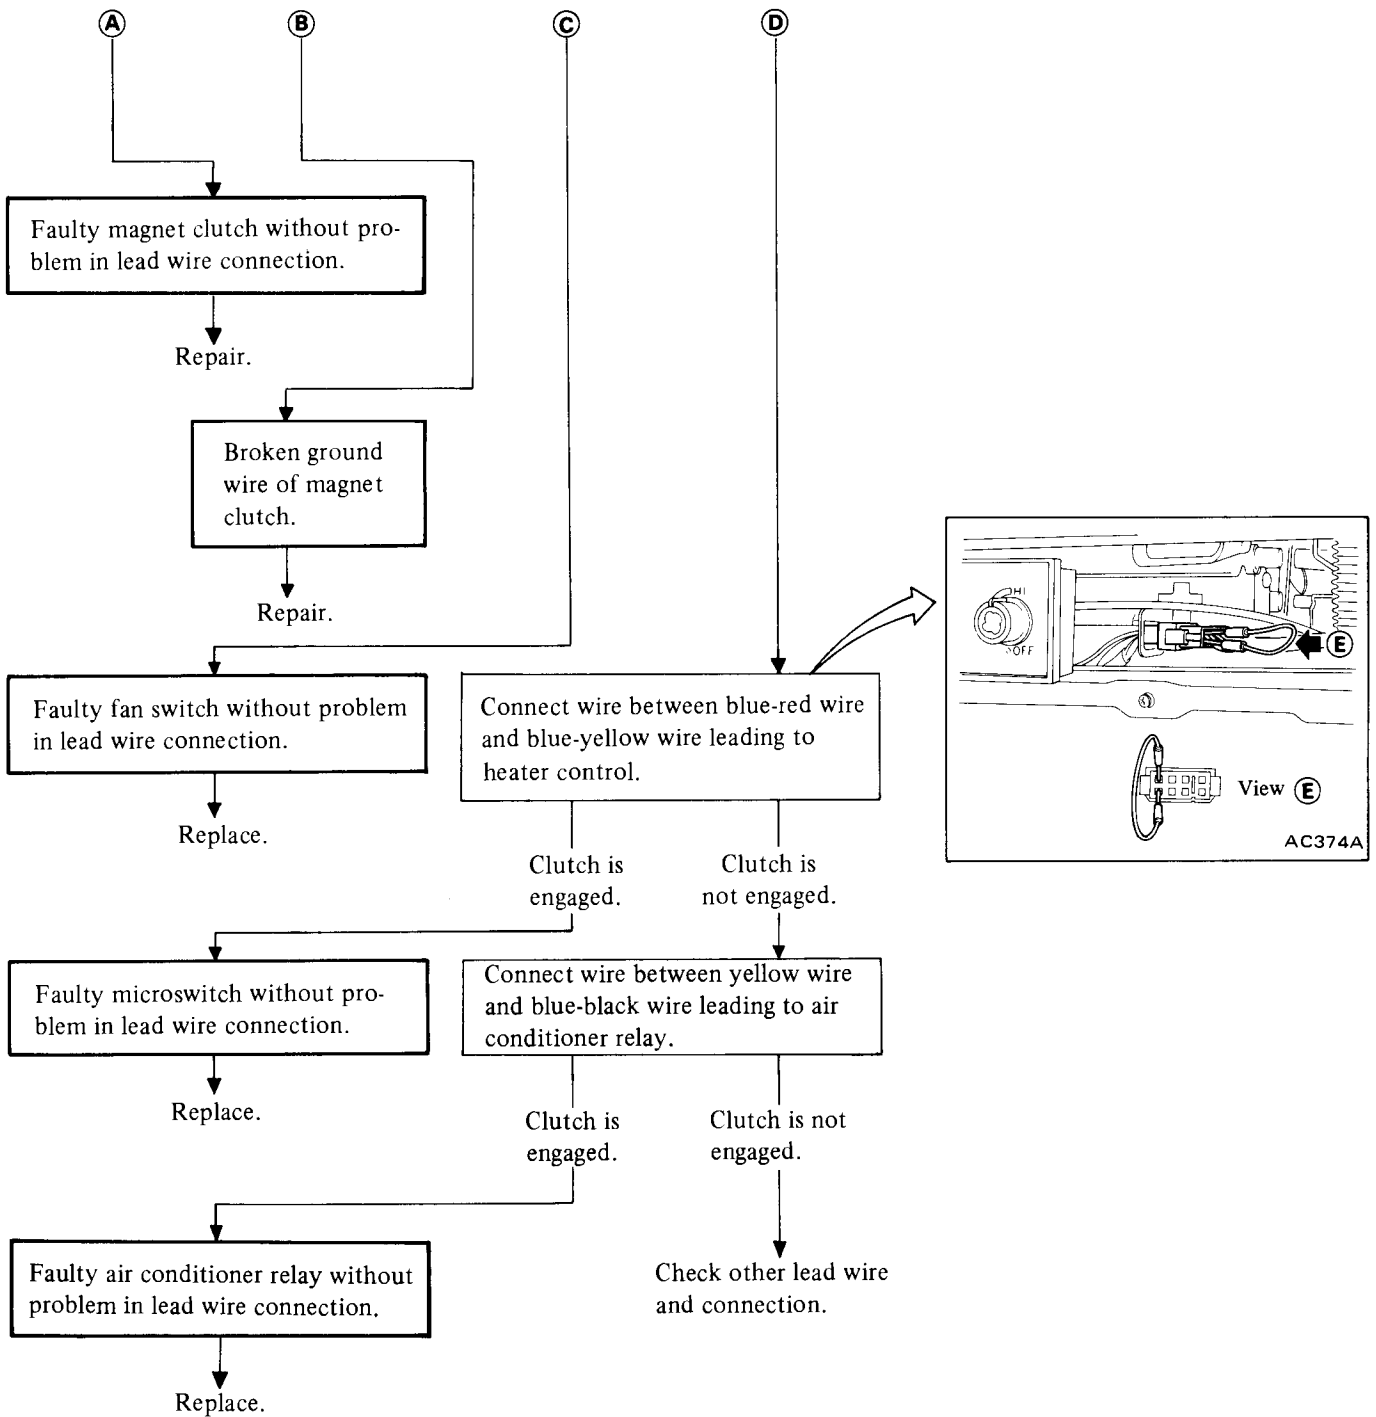 A
B
C
D
Faulty magnet clutch without pro-
blem in lead wire connection.
Repair.
Broken ground
wire of magnet
clutch.
Repair.
Faulty fan switch without problem
in lead wire connection.
Replace.
Connect wire between blue-red wire
and blue-yellow wire leading to
heater control.
HI
OFF
E
View E
AC374A
Clutch is
engaged.
Clutch is
not engaged.
Faulty microswitch without pro-
blem in lead wire connection.
Replace.
Connect wire between yellow wire
and blue-black wire leading to air
conditioner relay.
Clutch is
engaged.
Clutch is not
engaged.
Faulty air conditioner relay without
problem in lead wire connection.
Replace.
Check other lead wire
and connection.